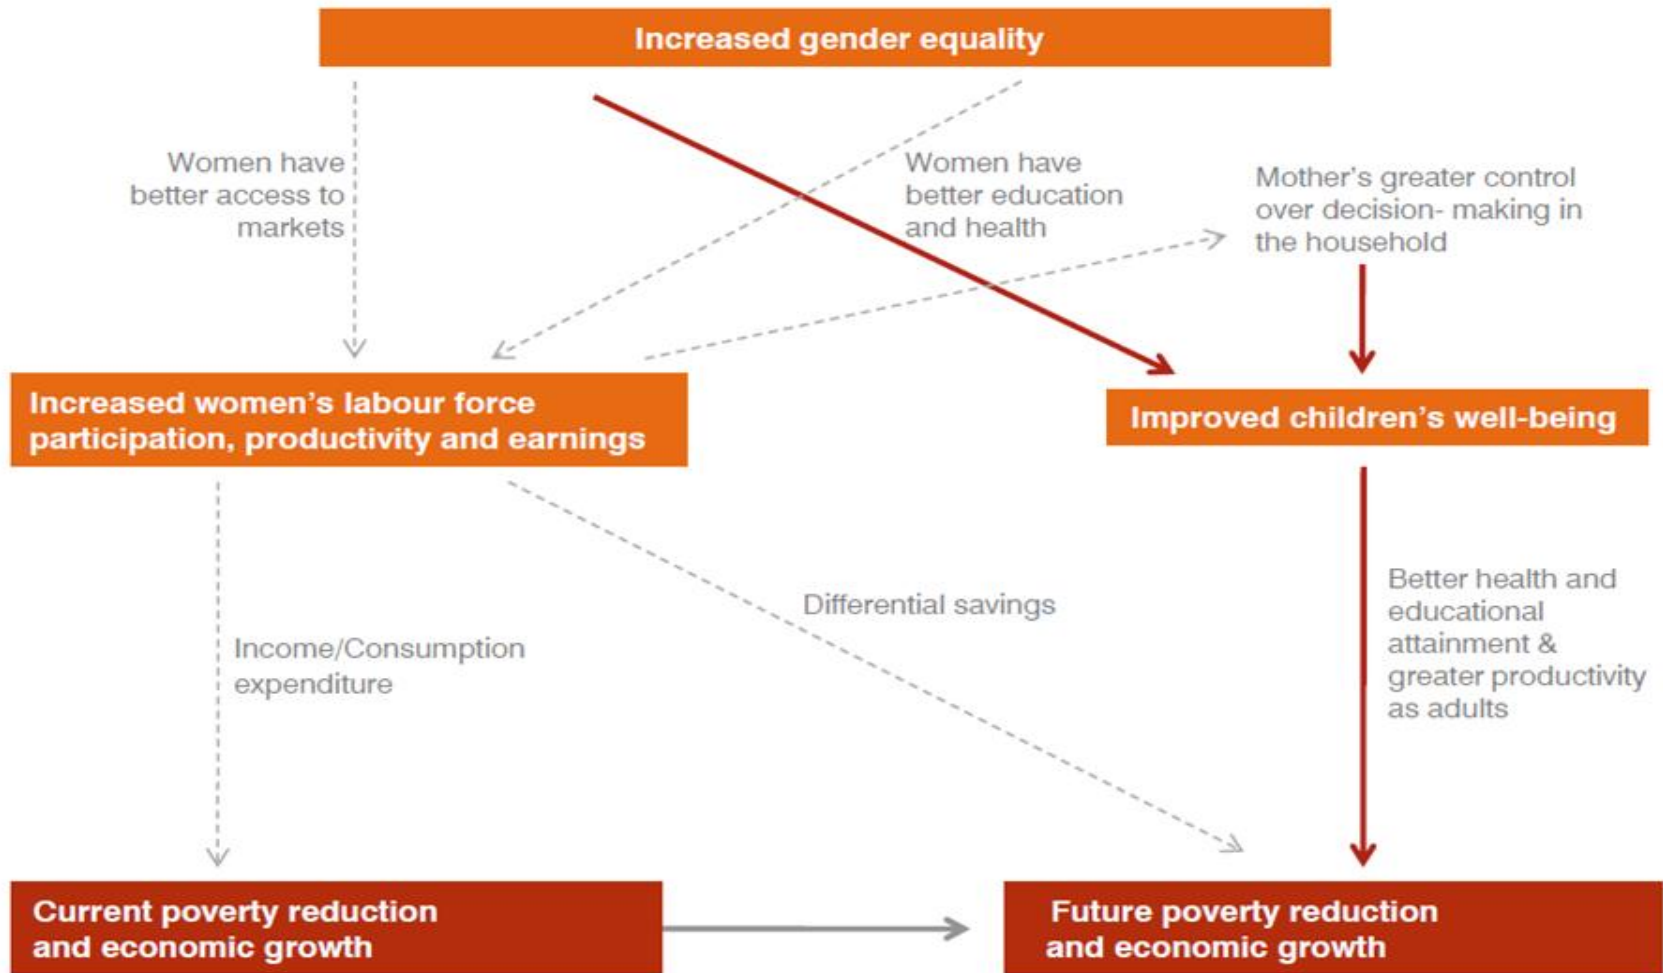 Increased gender equality
Women have
better access to
markets
Women have
better education
and health
Mother's greater control
over decision- making in
the household
Increased women's labour force
participation, productivity and earnings
Improved children's well-being
Income/Consumption
expenditure
Differential savings
Better health and
educational
attainment &
greater productivity
as adults
Current poverty reduction
and economic growth
Future poverty reduction
and economic growth